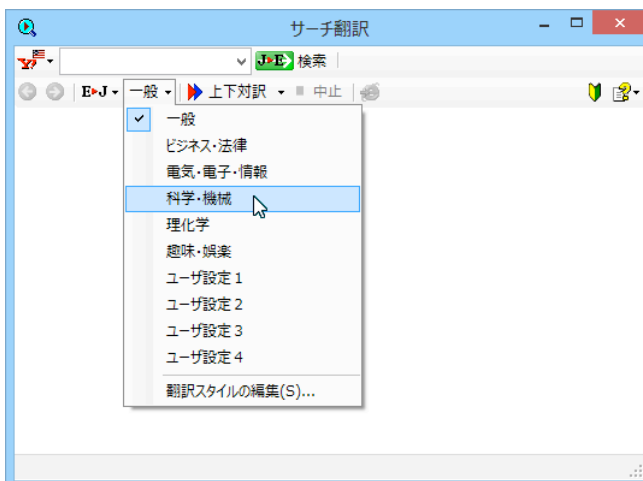 サーチ翻訳
Y? J▸E 検索
E▸J 一般 上下対訳 中止
一般
ビジネス・法律
電気・電子・情報
科学・機械
理化学
趣味・娯楽
ユーザ設定 1
ユーザ設定 2
ユーザ設定 3
ユーザ設定 4
翻訳スタイルの編集(S)...